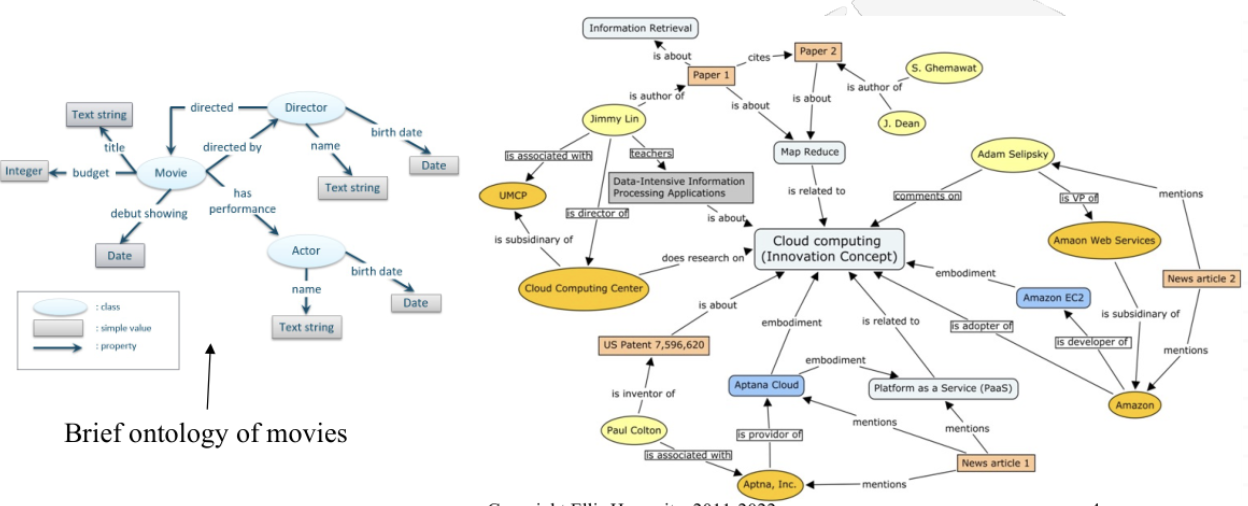 Text string
title
Integer
budget
Movie
directed
Director
directed by
name
Text string
birth date
Date
debut showing
Date
has
performance
Actor
name
Text string
birth date
Date
: class
: simple value
: property
Brief ontology of movies
Information Retrieval
is about
Paper 1
cites
Paper 2
S. Ghemawat
is author of
is about
is about
is author of
J. Dean
Jimmy Lin
is associated with
teachers
Map Reduce
Adam Selipsky
UMCP
Data-Intensive Information
Processing Applications
is related to
comments on
is VP of
mentions
is director of
is about
is subsidinary of
does research on
Cloud computing
(Innovation Concept)
Amaon Web Services
Cloud Computing Center
embodiment
News article 2
is about
Amazon EC2
embodiment
is related to
is adopter of
is subsidinary of
is developer of
US Patent 7,596,620
mentions
embodiment
is inventor of
Aptana Cloud
Platform as a Service (PaaS)
Amazon
Paul Colton
mentions
mentions
is providor of
is associated with
News article 1
Aptna, Inc.
mentions